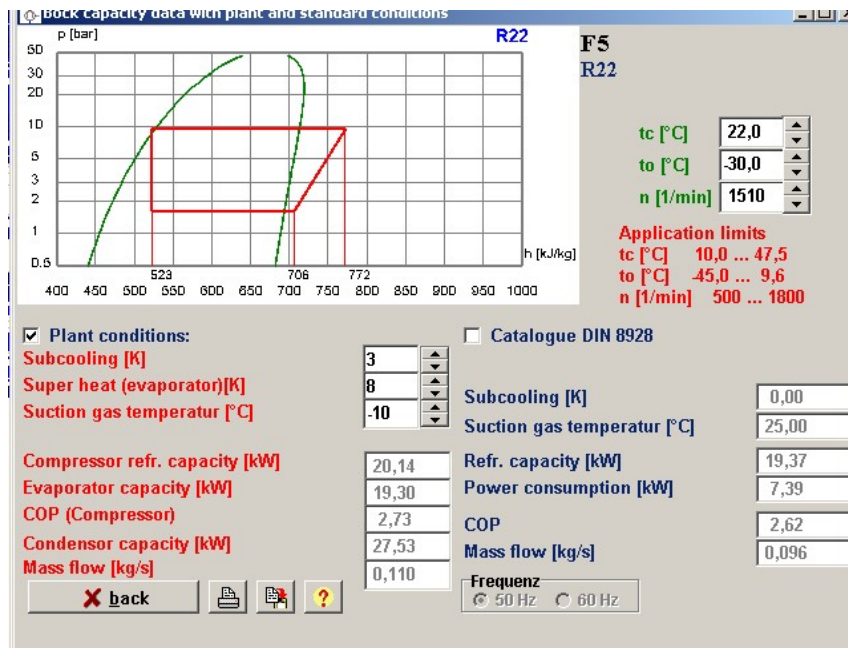 Bock capacity data with plant and standard conditions
p [bar]
R22
50
30
20
10
5
3
2
1
0.5
h [kJ/kg]
523 706 772
400 450 500 550 600 650 700 750 800 850 900 950 1000
F5
R22
tc [°C] 22,0
to [°C] -30,0
n [1/min] 1510
Application limits
tc [°C] 10,0 ... 47,5
to [°C] -45,0 ... 9,6
n [1/min] 500 ... 1800
Plant conditions:
Subcooling [K] 3
Super heat (evaporator)[K] 8
Suction gas temperatur [°C] -10
Compressor refr. capacity [kW] 20,14
Evaporator capacity [kW] 19,30
COP (Compressor) 2,73
Condensor capacity [kW] 27,53
Mass flow [kg/s] 0,110
Catalogue DIN 8928
Subcooling [K] 0,00
Suction gas temperatur [°C] 25,00
Refr. capacity [kW] 19,37
Power consumption [kW] 7,39
COP 2,62
Mass flow [kg/s] 0,096
back
?
Frequenz
50 Hz 60 Hz